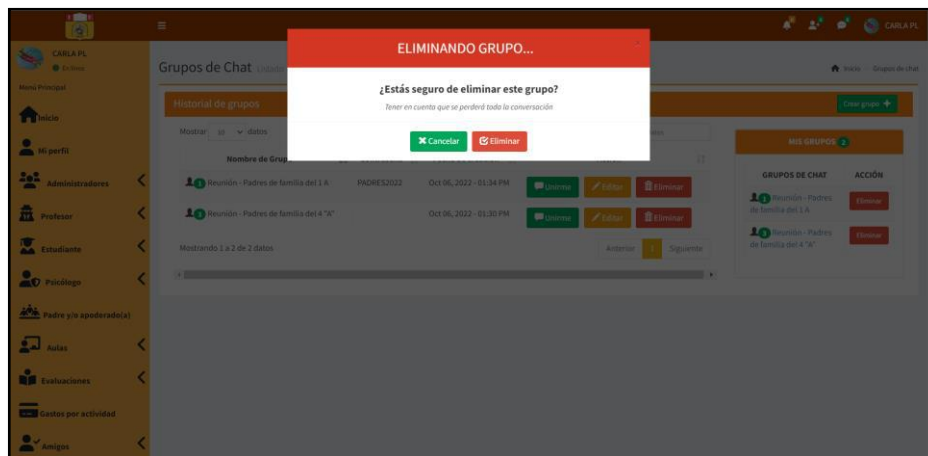 CARLA PL
CARLA PL
En línea
Menú Principal
Inicio
Mi perfil
Administradores
Profesor
Estudiante
Psicólogo
Padre y/o apoderado(a)
Aulas
Evaluaciones
Gastos por actividad
Amigos
Grupos de Chat Listado
Inicio
Grupos de chat
ELIMINANDO GRUPO...
¿Estás seguro de eliminar este grupo?
Tener en cuenta que se perderá toda la conversación
Cancelar
Eliminar
Historial de grupos
Crear grupo
Mostrar 10 datos
Nombre de Grup
Reunión - Padres de familia del 1 A PADRES2022 Oct 06, 2022 - 01:34 PM Unirme Editar Eliminar
Reunión - Padres de familia del 4 "A" Oct 06, 2022 - 01:30 PM Unirme Editar Eliminar
Mostrando 1 a 2 de 2 datos
Anterior 1 Siguiente
MIS GRUPOS 2
GRUPOS DE CHAT ACCIÓN
Reunión - Padres
de familia del 1 A
Eliminar
Reunión - Padres
de familia del 4 "A"
Eliminar